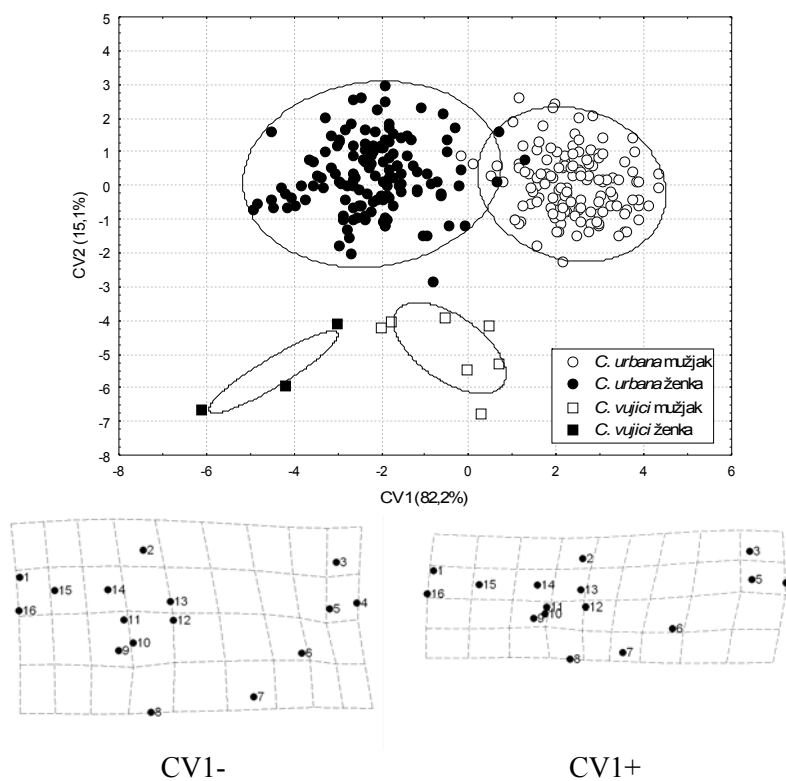 5
4
3
2
1
0
-1
-2
-3
-4
-5
-6
-7
-8
CV2 (15,1%)
-8 -6 -4 -2 0 2 4 6
CV1(82,2%)
C. urbana mužjak
C. urbana ženka
C. vujici mužjak
C. vujici ženka
1 2 3 4 5 6 7 8 9 10 11 12 13 14 15 16
1 2 3 5 6 7 8 9 10 11 12 13 14 15 16
CV1- CV1+